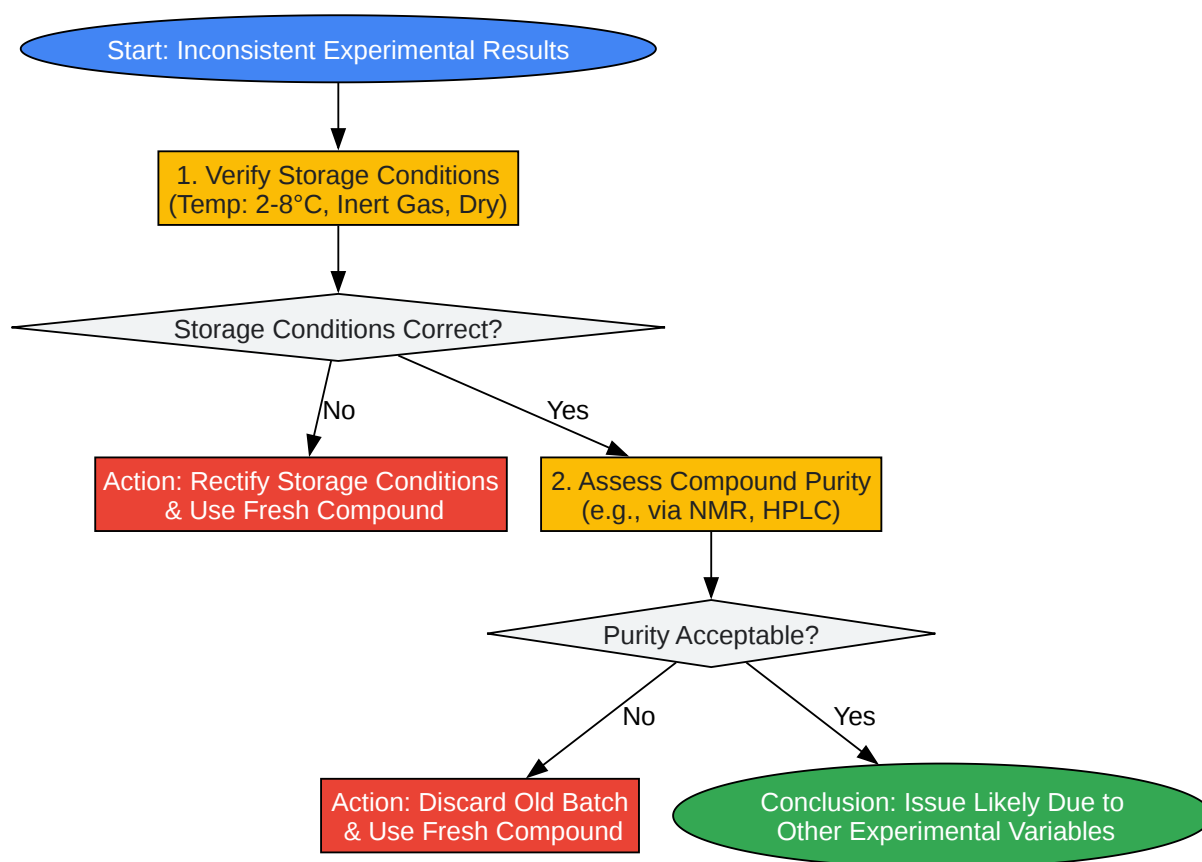 Start: Inconsistent Experimental Results
1. Verify Storage Conditions
(Temp: 2-8°C, Inert Gas, Dry)
Storage Conditions Correct?
No
Yes
Action: Rectify Storage Conditions
& Use Fresh Compound
2. Assess Compound Purity
(e.g., via NMR, HPLC)
Purity Acceptable?
No
Yes
Action: Discard Old Batch
& Use Fresh Compound
Conclusion: Issue Likely Due to
Other Experimental Variables